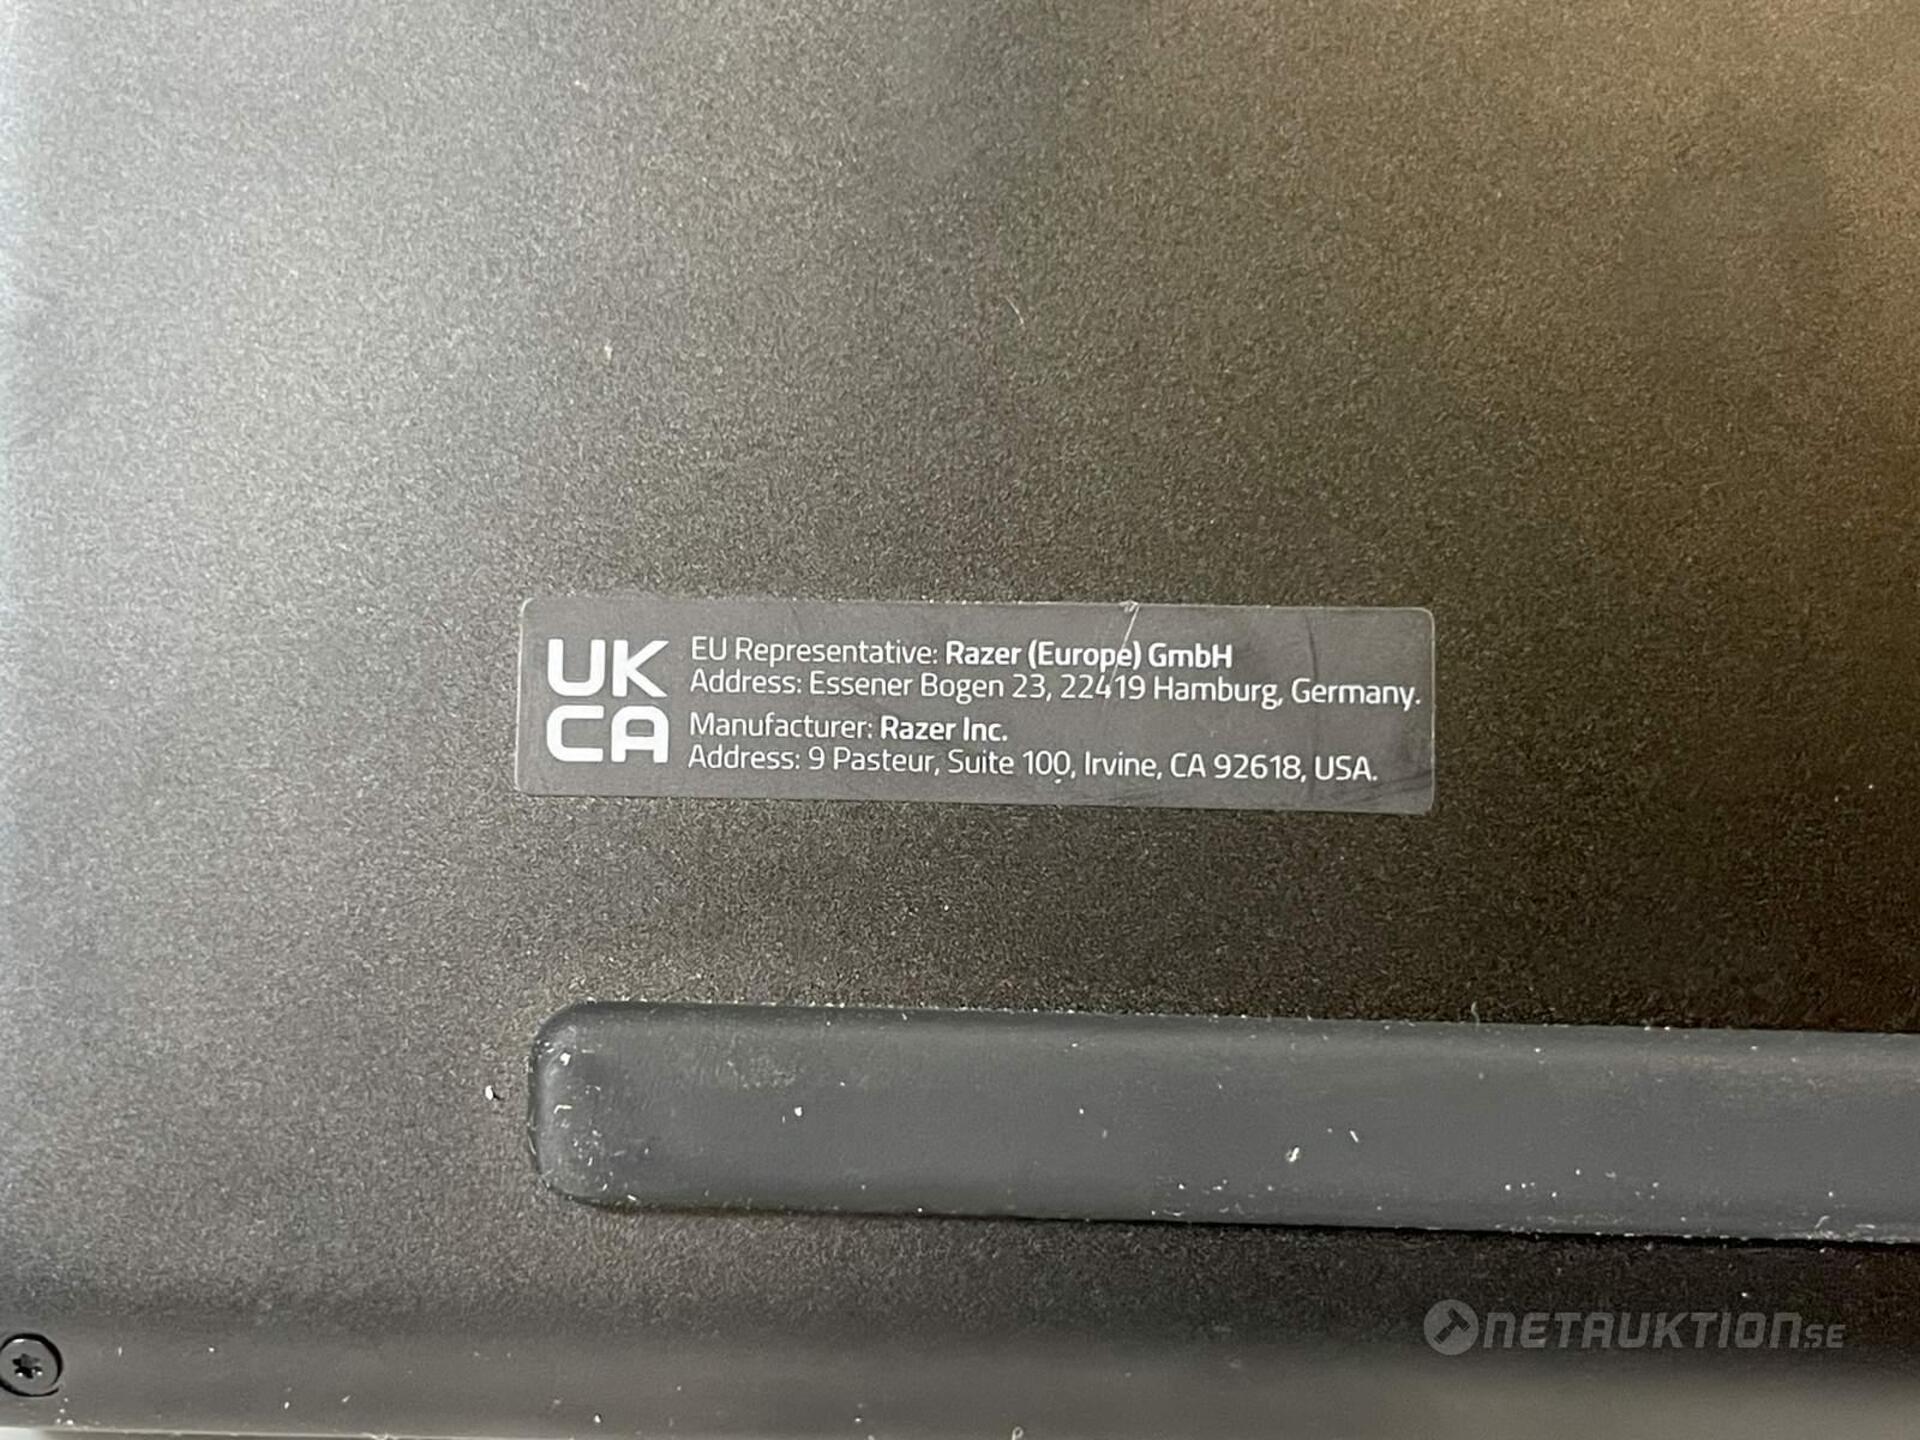 UK
CA
EU Representative: Razer (Europe) GmbH
Address: Essener Bogen 23, 22419 Hamburg, Germany.
Manufacturer: Razer Inc.
Address: 9 Pasteur, Suite 100, Irvine, CA 92618, USA.
NETAUKTION.SE